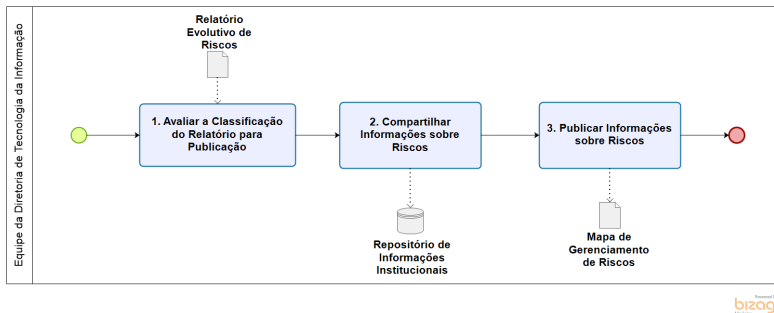 Equipe da Diretoria de Tecnologia da Informação
Relatório
Evolutivo de
Riscos
1. Avaliar a Classificação
do Relatório para
Publicação
2. Compartilhar
Informações sobre
Riscos
3. Publicar Informações
sobre Riscos
Repositório de
Informações
Institucionais
Mapa de
Gerenciamento
de Riscos
Powered
bizag